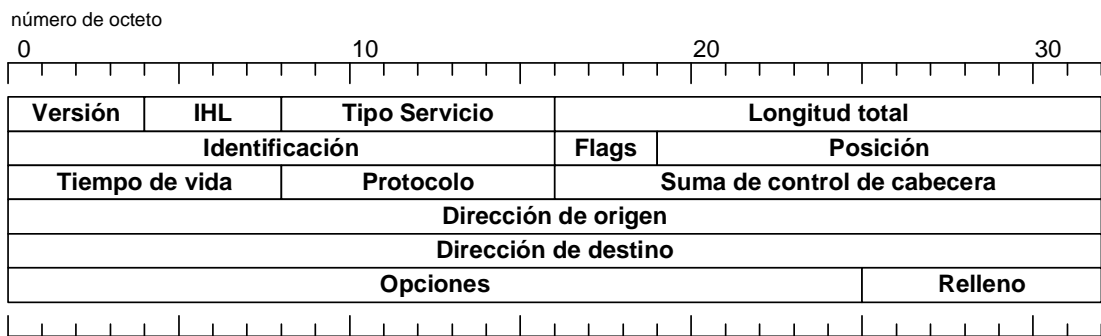 número de octeto
0 10 20 30
Versión IHL Tipo Servicio Longitud total
Identificación Flags Posición
Tiempo de vida Protocolo Suma de control de cabecera
Dirección de origen
Dirección de destino
Opciones Relleno